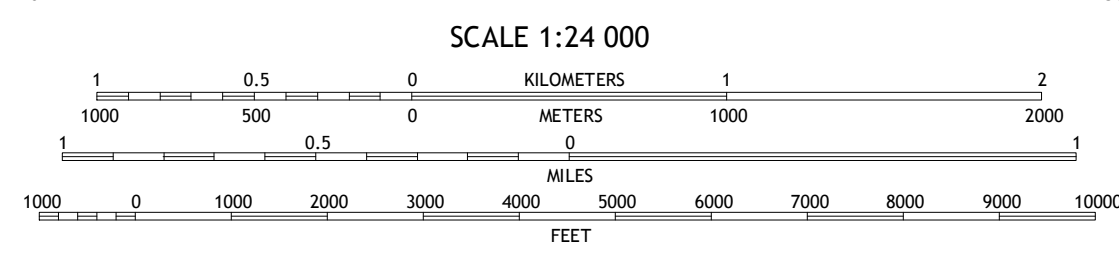 SCALE 1:24 000
1 0.5 0 KILOMETERS 1 2
1000 500 0 METERS 1000 2000
1 0.5 0 1
MILES
1000 0 1000 2000 3000 4000 5000 6000 7000 8000 9000 10000
FEET